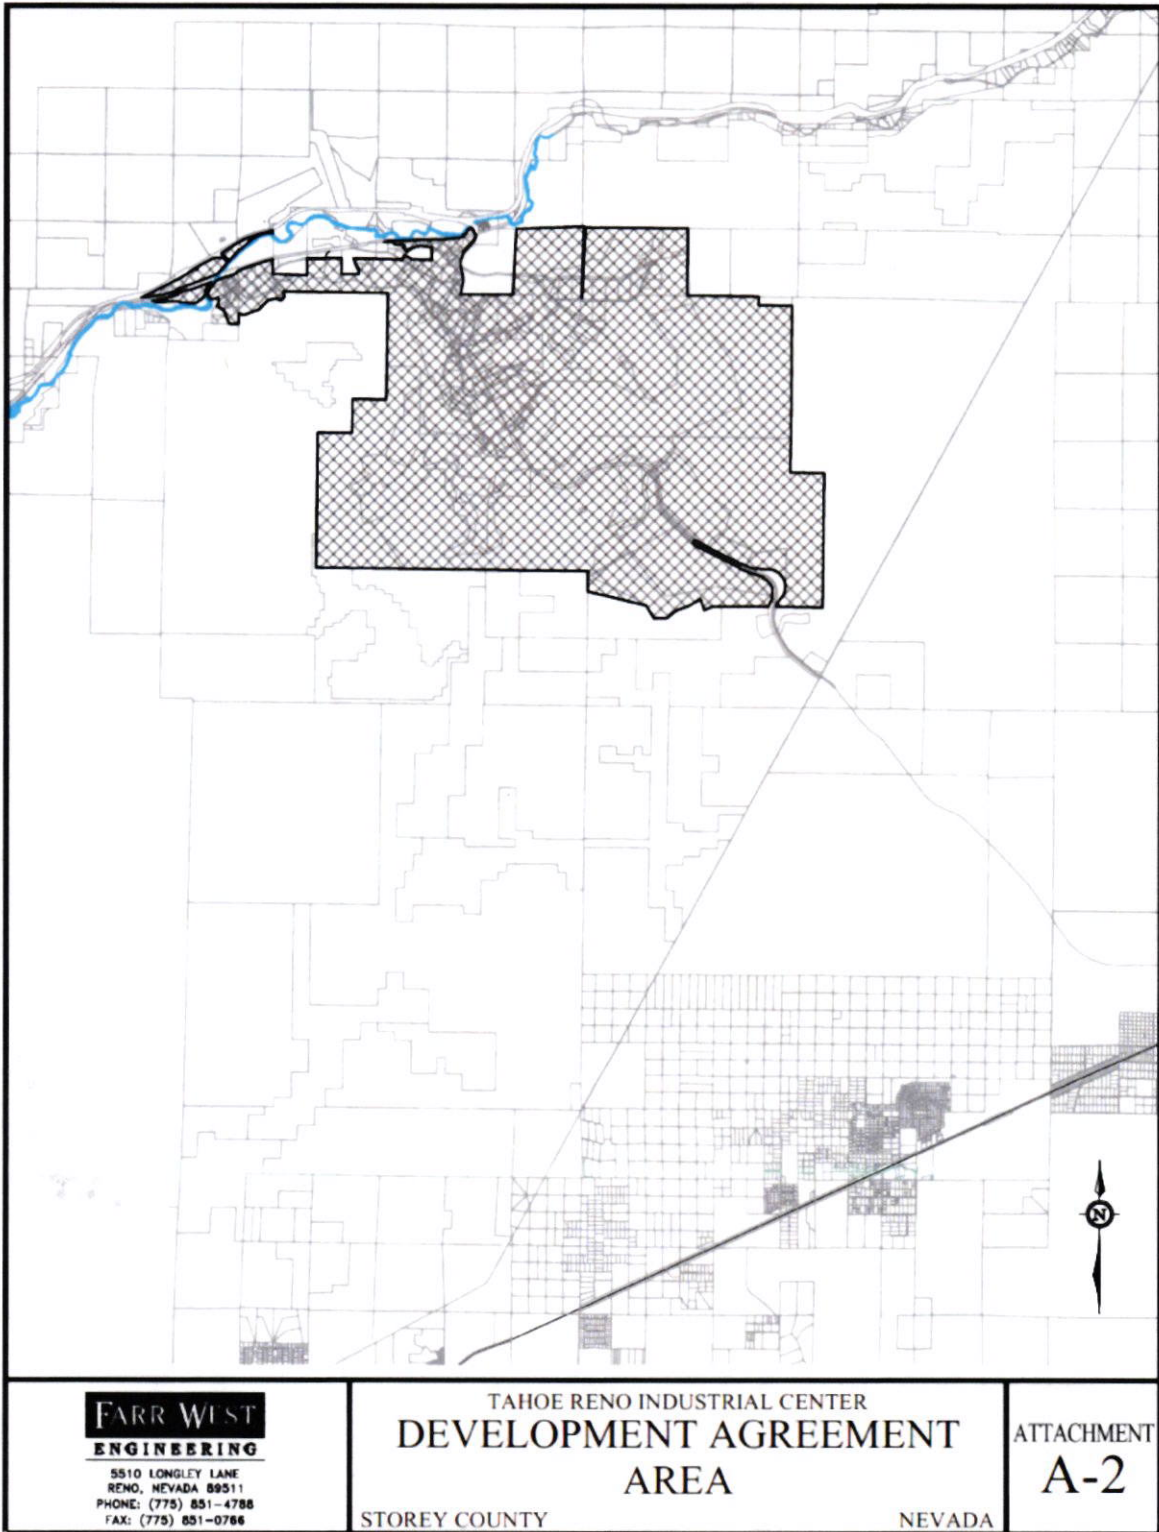 N
FARR WEST
ENGINEERING
5510 LONGLEY LANE
RENO, NEVADA 89511
PHONE: (775) 851-4788
FAX: (775) 851-0766
TAHOE RENO INDUSTRIAL CENTER
DEVELOPMENT AGREEMENT
AREA
STOREY COUNTY
NEVADA
ATTACHMENT
A-2